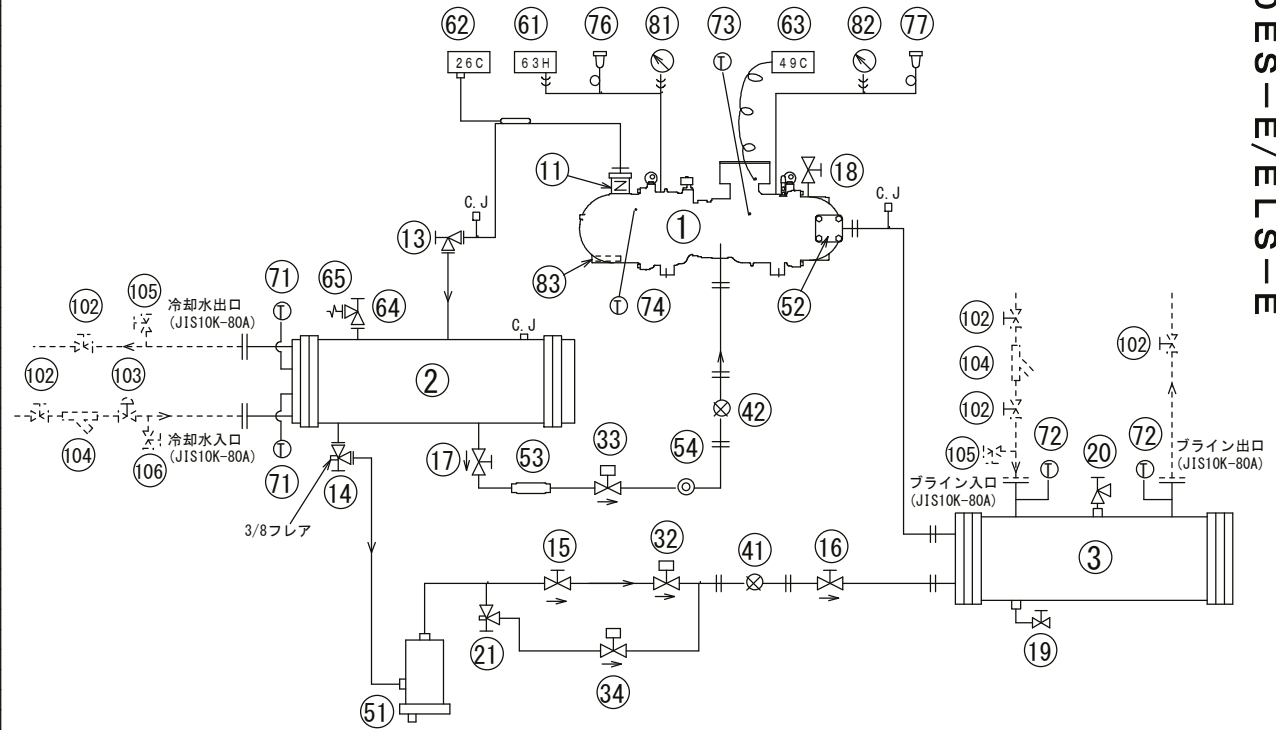 62
61
76
81
73
63
82
77
26C
63H
T
49C
DES-E/ELS-E
11
18
C.J
C.J
13
1
83
T
74
52
71
65
64
102
105
冷却水出口
(JIS10K-80A)
T
C.J
102
103
2
104
106
冷却水入口
(JIS10K-80A)
T
71
14
3/8フレア
17
53
33
54
42
102
104
102
102
105
72
T
20
72
T
ブライン出口
(JIS10K-80A)
ブライン入口
(JIS10K-80A)
15
32
41
16
3
21
34
19
51